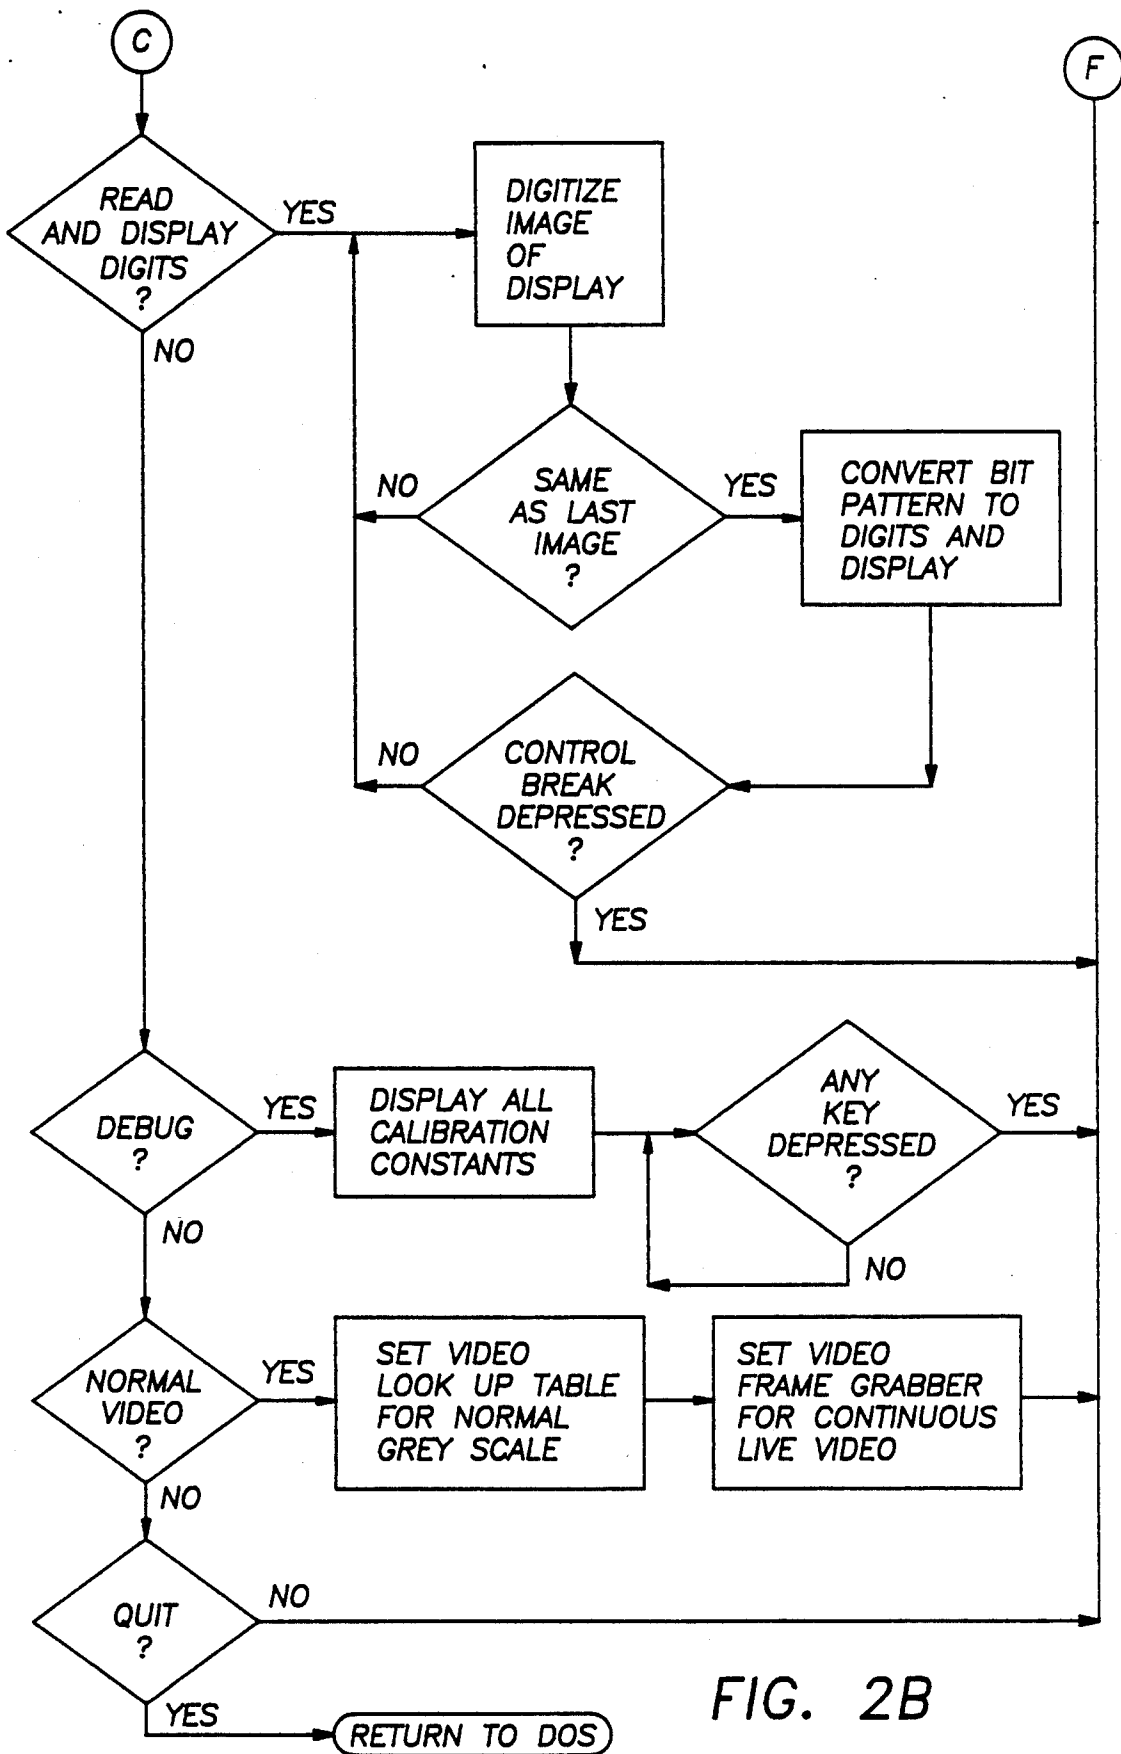 C
F
READ
AND DISPLAY
DIGITS
?
YES
NO
DIGITIZE
IMAGE
OF
DISPLAY
SAME
AS LAST
IMAGE
?
NO
YES
CONVERT BIT
PATTERN TO
DIGITS AND
DISPLAY
CONTROL
BREAK
DEPRESSED
?
NO
YES
DEBUG
?
YES
NO
DISPLAY ALL
CALIBRATION
CONSTANTS
ANY
KEY
DEPRESSED
?
YES
NO
NORMAL
VIDEO
?
YES
NO
SET VIDEO
LOOK UP TABLE
FOR NORMAL
GREY SCALE
SET VIDEO
FRAME GRABBER
FOR CONTINUOUS
LIVE VIDEO
QUIT
?
NO
YES
RETURN TO DOS
FIG. 2B